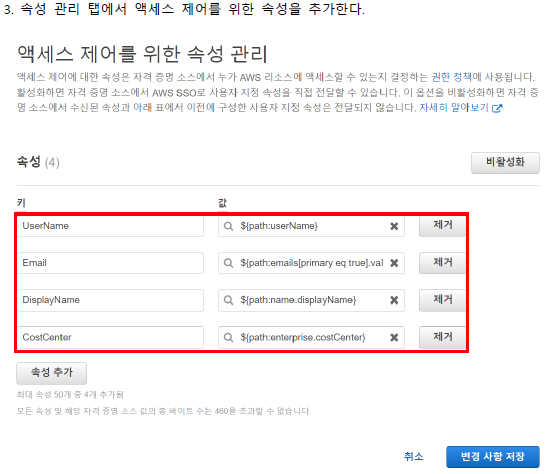 3. 속성 관리 탭에서 액세스 제어를 위한 속성을 추가한다.
액세스 제어를 위한 속성 관리
액세스 제어에 대한 속성은 자격 증명 소스에서 누가 AWS 리소스에 액세스할 수 있는지 결정하는 권한 정책에 사용됩니다.
활성화하면 자격 증명 소스에서 AWS SSO로 사용자 지정 속성을 직접 전달할 수 있습니다. 이 옵션을 비활성화하면 자격 증
명 소스에서 수신된 속성과 아래 표에서 이전에 구성한 사용자 지정 속성은 전달되지 않습니다. 자세히 알아보기
속성 (4)
비활성화
키 값
UserName ${path:userName} 제거
Email ${path:emails[primary eq true].val 제거
DisplayName ${path:name.displayName} 제거
CostCenter ${path:enterprise.costCenter} 제거
속성 추가
최대 속성 50개 중 4개 추가됨
모든 속성 및 해당 자격 증명 소스 값의 총 바이트 수는 460을 초과할 수 없습니다.
취소 변경 사항 저장